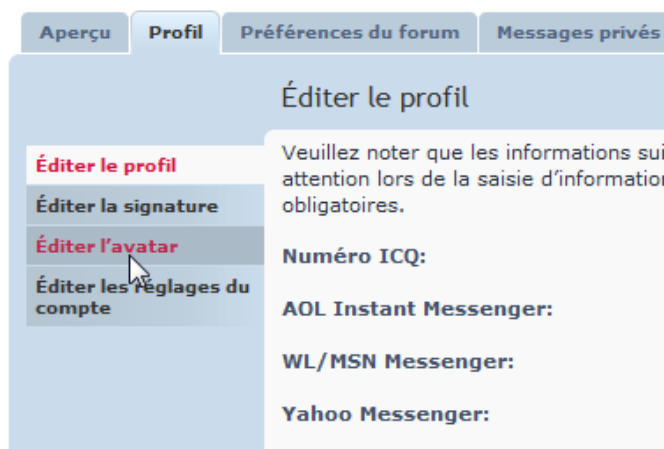 Aperçu
Profil
Préférences du forum
Messages privés
Éditer le profil
Éditer le profil
Éditer la signature
Éditer l’avatar
Éditer les réglages du
compte
Veuillez noter que les informations sui
attention lors de la saisie d’information
obligatoires.
Numéro ICQ:
AOL Instant Messenger:
WL/MSN Messenger:
Yahoo Messenger: